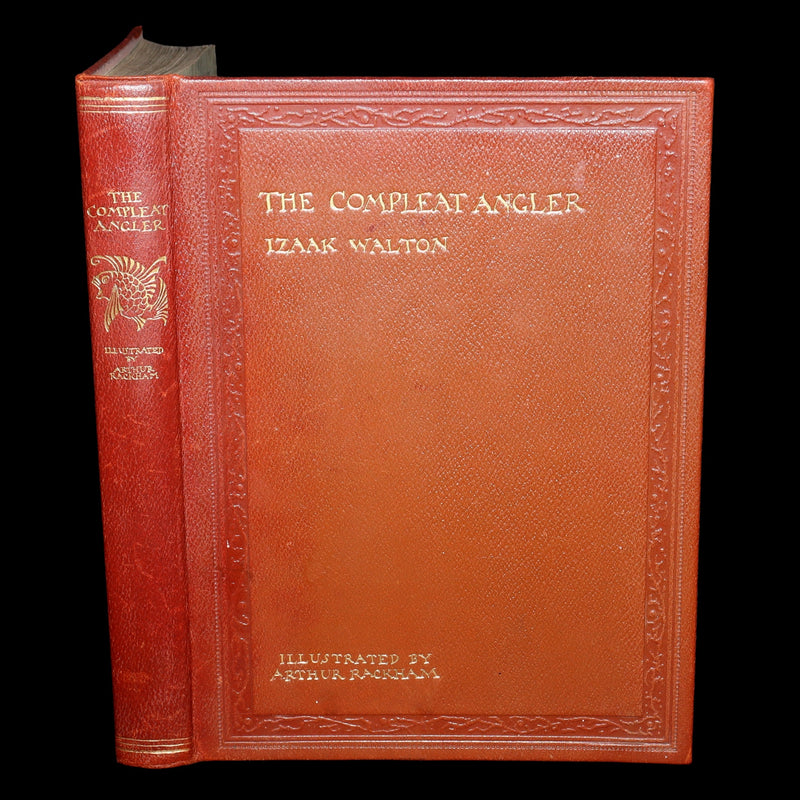 THE
COMPLEAT
ANGLER
ILLUSTRATED
BY
ARTHUR
RACKHAM
THE COMPLEAT ANGLER
IZAAK WALTON
ILLUSTRATED BY
ARTHUR RACKHAM